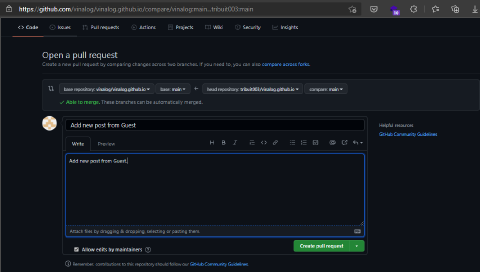 https://github.com/vinalog/vinalog.github.io/compare/vinalog:main...tribuit003:main
Code Issues Pull requests Actions Projects Wiki Security Insights
Open a pull request
Create a new pull request by comparing changes across two branches. If you need to, you can also compare across forks.
base repository: vinalog/vinalog.github.io base: main head repository: tribuit003/vinalog.github.io compare: main
Able to merge. These branches can be automatically merged.
Add new post from Guest
Helpful resources
GitHub Community Guidelines
Write Preview
Add new post from Guest
Attach files by dragging & dropping, selecting or pasting them.
Allow edits by maintainers
Create pull request
Remember, contributions to this repository should follow our GitHub Community Guidelines.